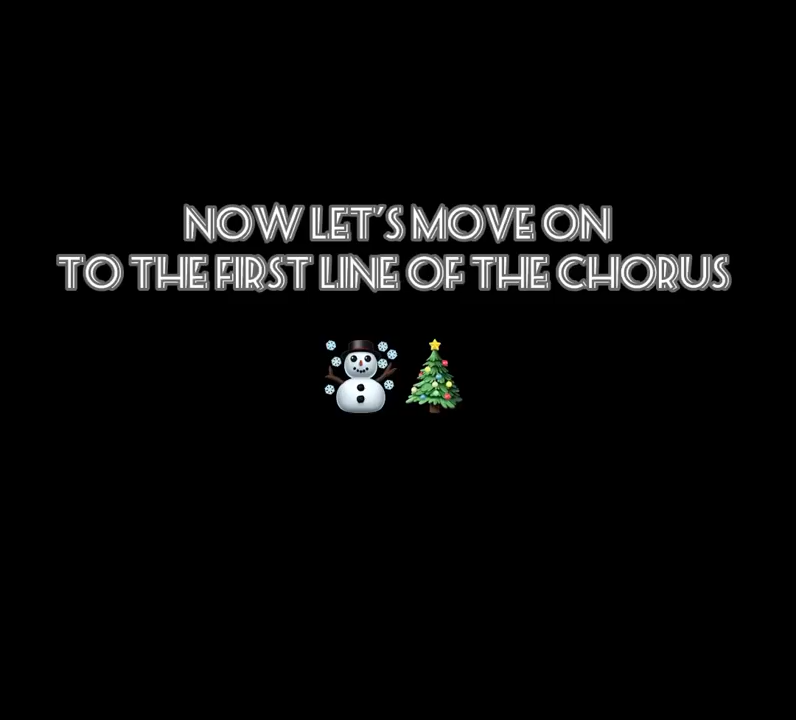 NOW LET'S MOVE ON
TO THE FIRST LINE OF THE CHORUS